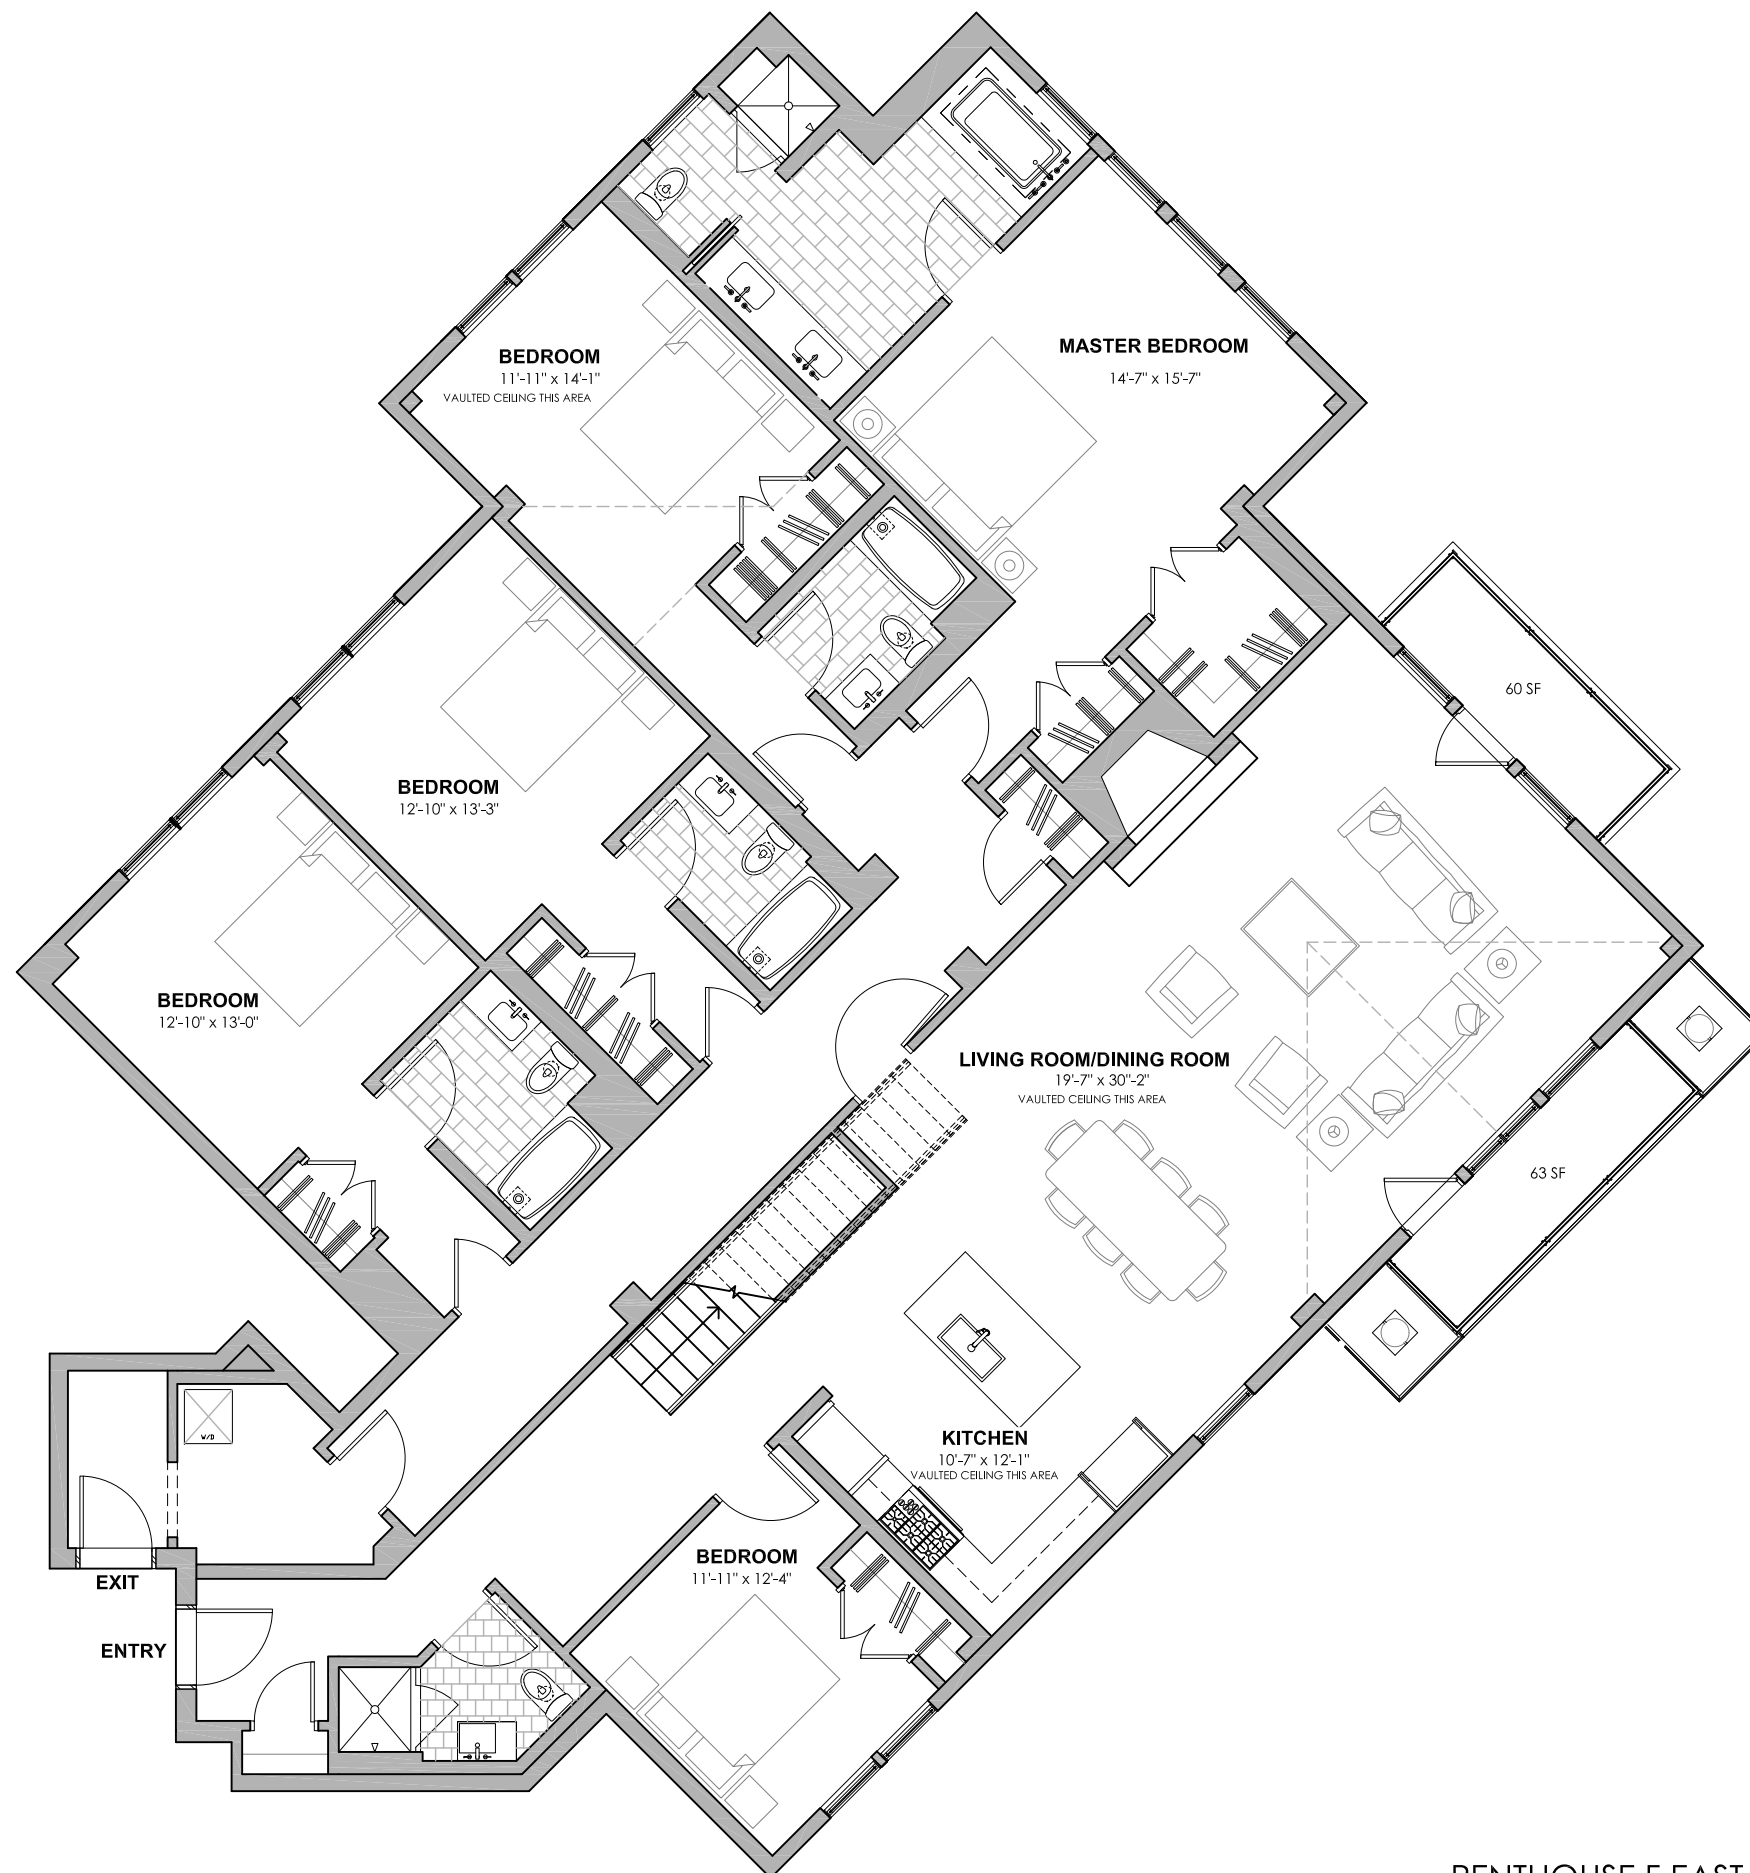 BEDROOM
11'-11" x 14'-1"
VAULTED CEILING THIS AREA
MASTER BEDROOM
14'-7" x 15'-7"
60 SF
BEDROOM
12'-10" x 13'-3"
BEDROOM
12'-10" x 13'-0"
LIVING ROOM/DINING ROOM
19'-7" x 30"-2"
VAULTED CEILING THIS AREA
63 SF
W/D
KITCHEN
10'-7" x 12'-1"
VAULTED CEILING THIS AREA
BEDROOM
11'-11" x 12'-4"
EXIT
ENTRY
PENTHOUSE F EAST